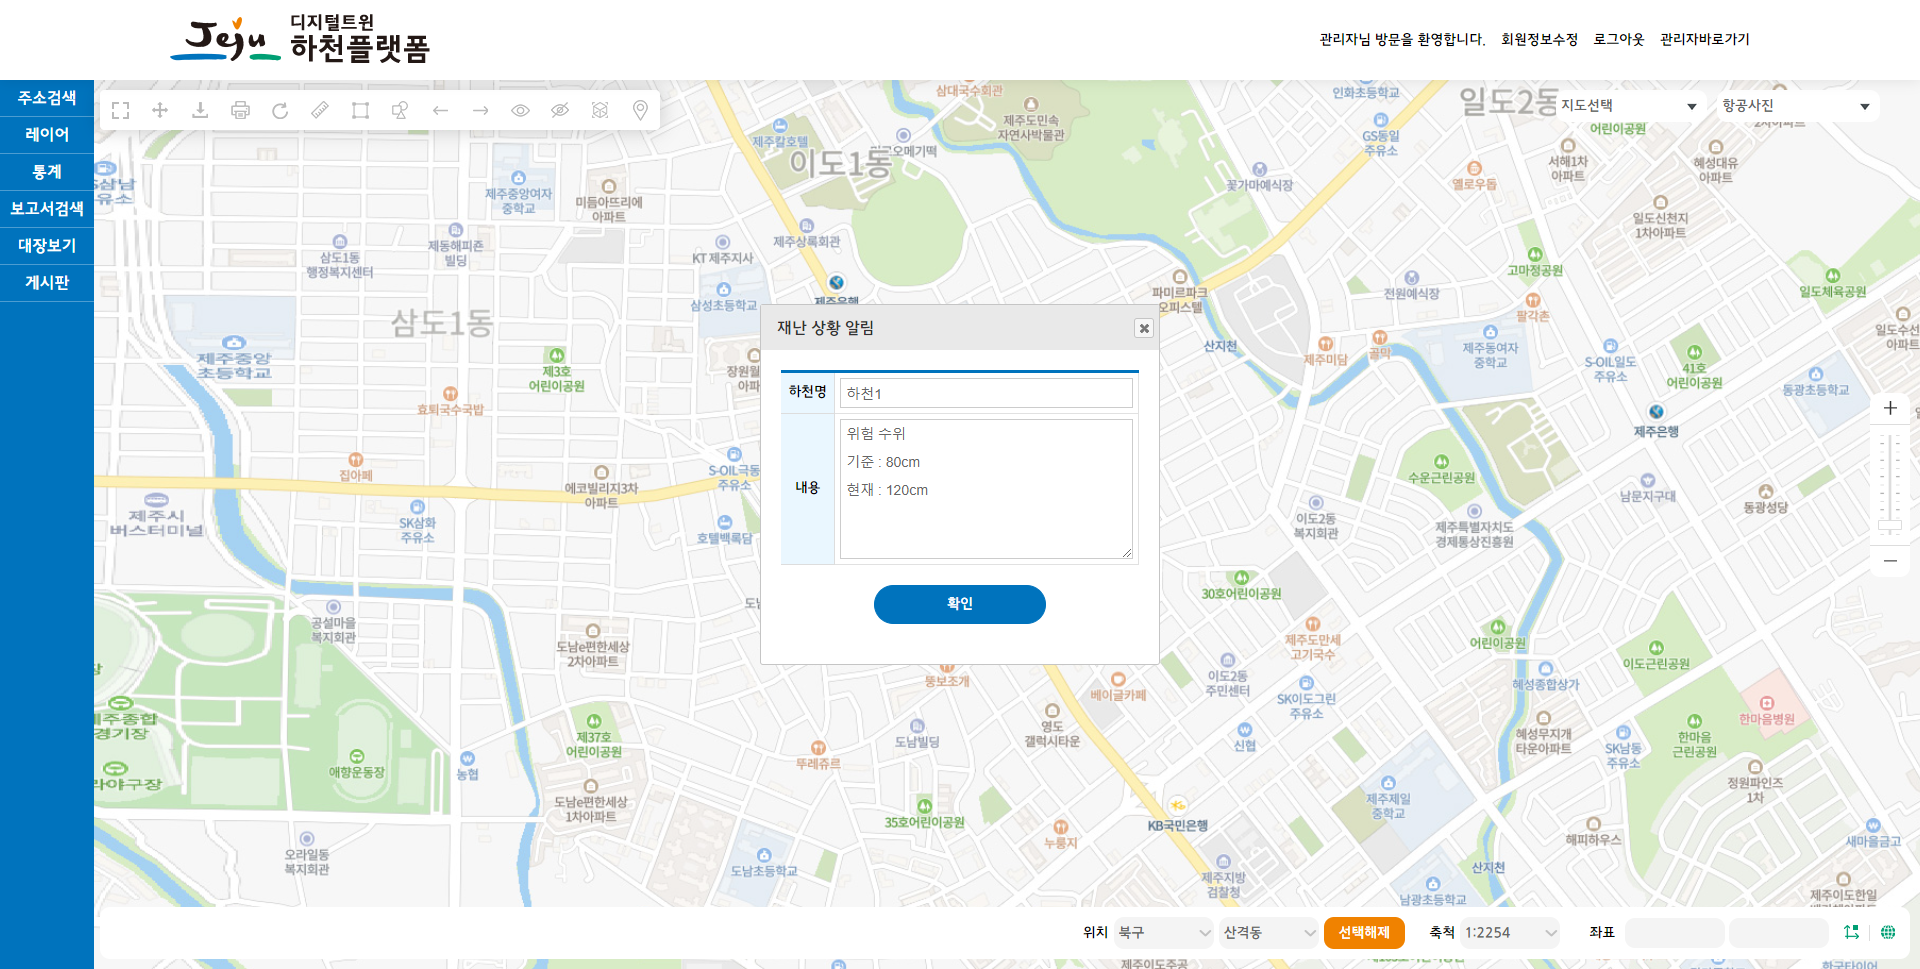 Jeju 디지털트윈
하천플랫폼
관리자님 방문을 환영합니다. 회원정보수정 로그아웃 관리자바로가기
주소검색
레이어
통계
보고서검색
대장보기
게시판
지도선택
항공사진
삼대국수회관
제주도민속
자연사박물관
인화초등학교
일도2동
GS동일
주유소
어린이공원
제주칼호텔
이도1동
서해1차
아파트
혜성대유
아파트
옐로우돕
꽃가마예식장
제주중앙여자
중학교
미듬아뜨리에
아파트
일도신천지
1차아파트
제동해피죤
빌딩
제주상록회관
삼도1동
행정복지센터
KT 제주지사
고마정공원
일도체육공원
전원예식장
파미르파크
오피스텔
삼성초등학교
제주은행
팔각촌
삼도1동
산지천
제주중앙
초등학교
제3호
어린이공원
제주미담
골막
제주동여자
중학교
S-OIL일도
주유소
41호
어린이공원
동광초등학교
효퇴국수국밥
재난 상황 알림
하천명
하천1
내용
위험 수위
기준 : 80cm
현재 : 120cm
확인
제주은행
집아페
S-OIL극동
주유소
에코빌리지3차
아파트
수운근린공원
남문지구대
동광성당
제주시
버스터미널
SK삼화
주유소
호텔백록담
이도2동
복지회관
제주특별자치도
경제통상진흥원
30호어린이공원
공설마을
복지회관
도남e편한세상
2차아파트
제주도만세
고기국수
어린이공원
이도근린공원
뚱보조개
베이글카페
이도2동
주민센터
SK이도그린
주유소
혜성종합상가
한마음병원
제37호
어린이공원
도남빌딩
영도
갤럭시타운
신협
혜성무지개
타운아파트
SK남동
주유소
한마음
근린공원
애향운동장
농협
뚜레쥬르
정원파인즈
1차
도남e편한세상
1차아파트
35호어린이공원
KB국민은행
제주제일
중학교
누룽지
해피하우스
새마을금고
오라일동
복지회관
도남초등학교
제주지방
검찰청
산지천
남광초등학교
제주이도한일
위치 북구 산격동 선택해제 축척 1:2254 좌표